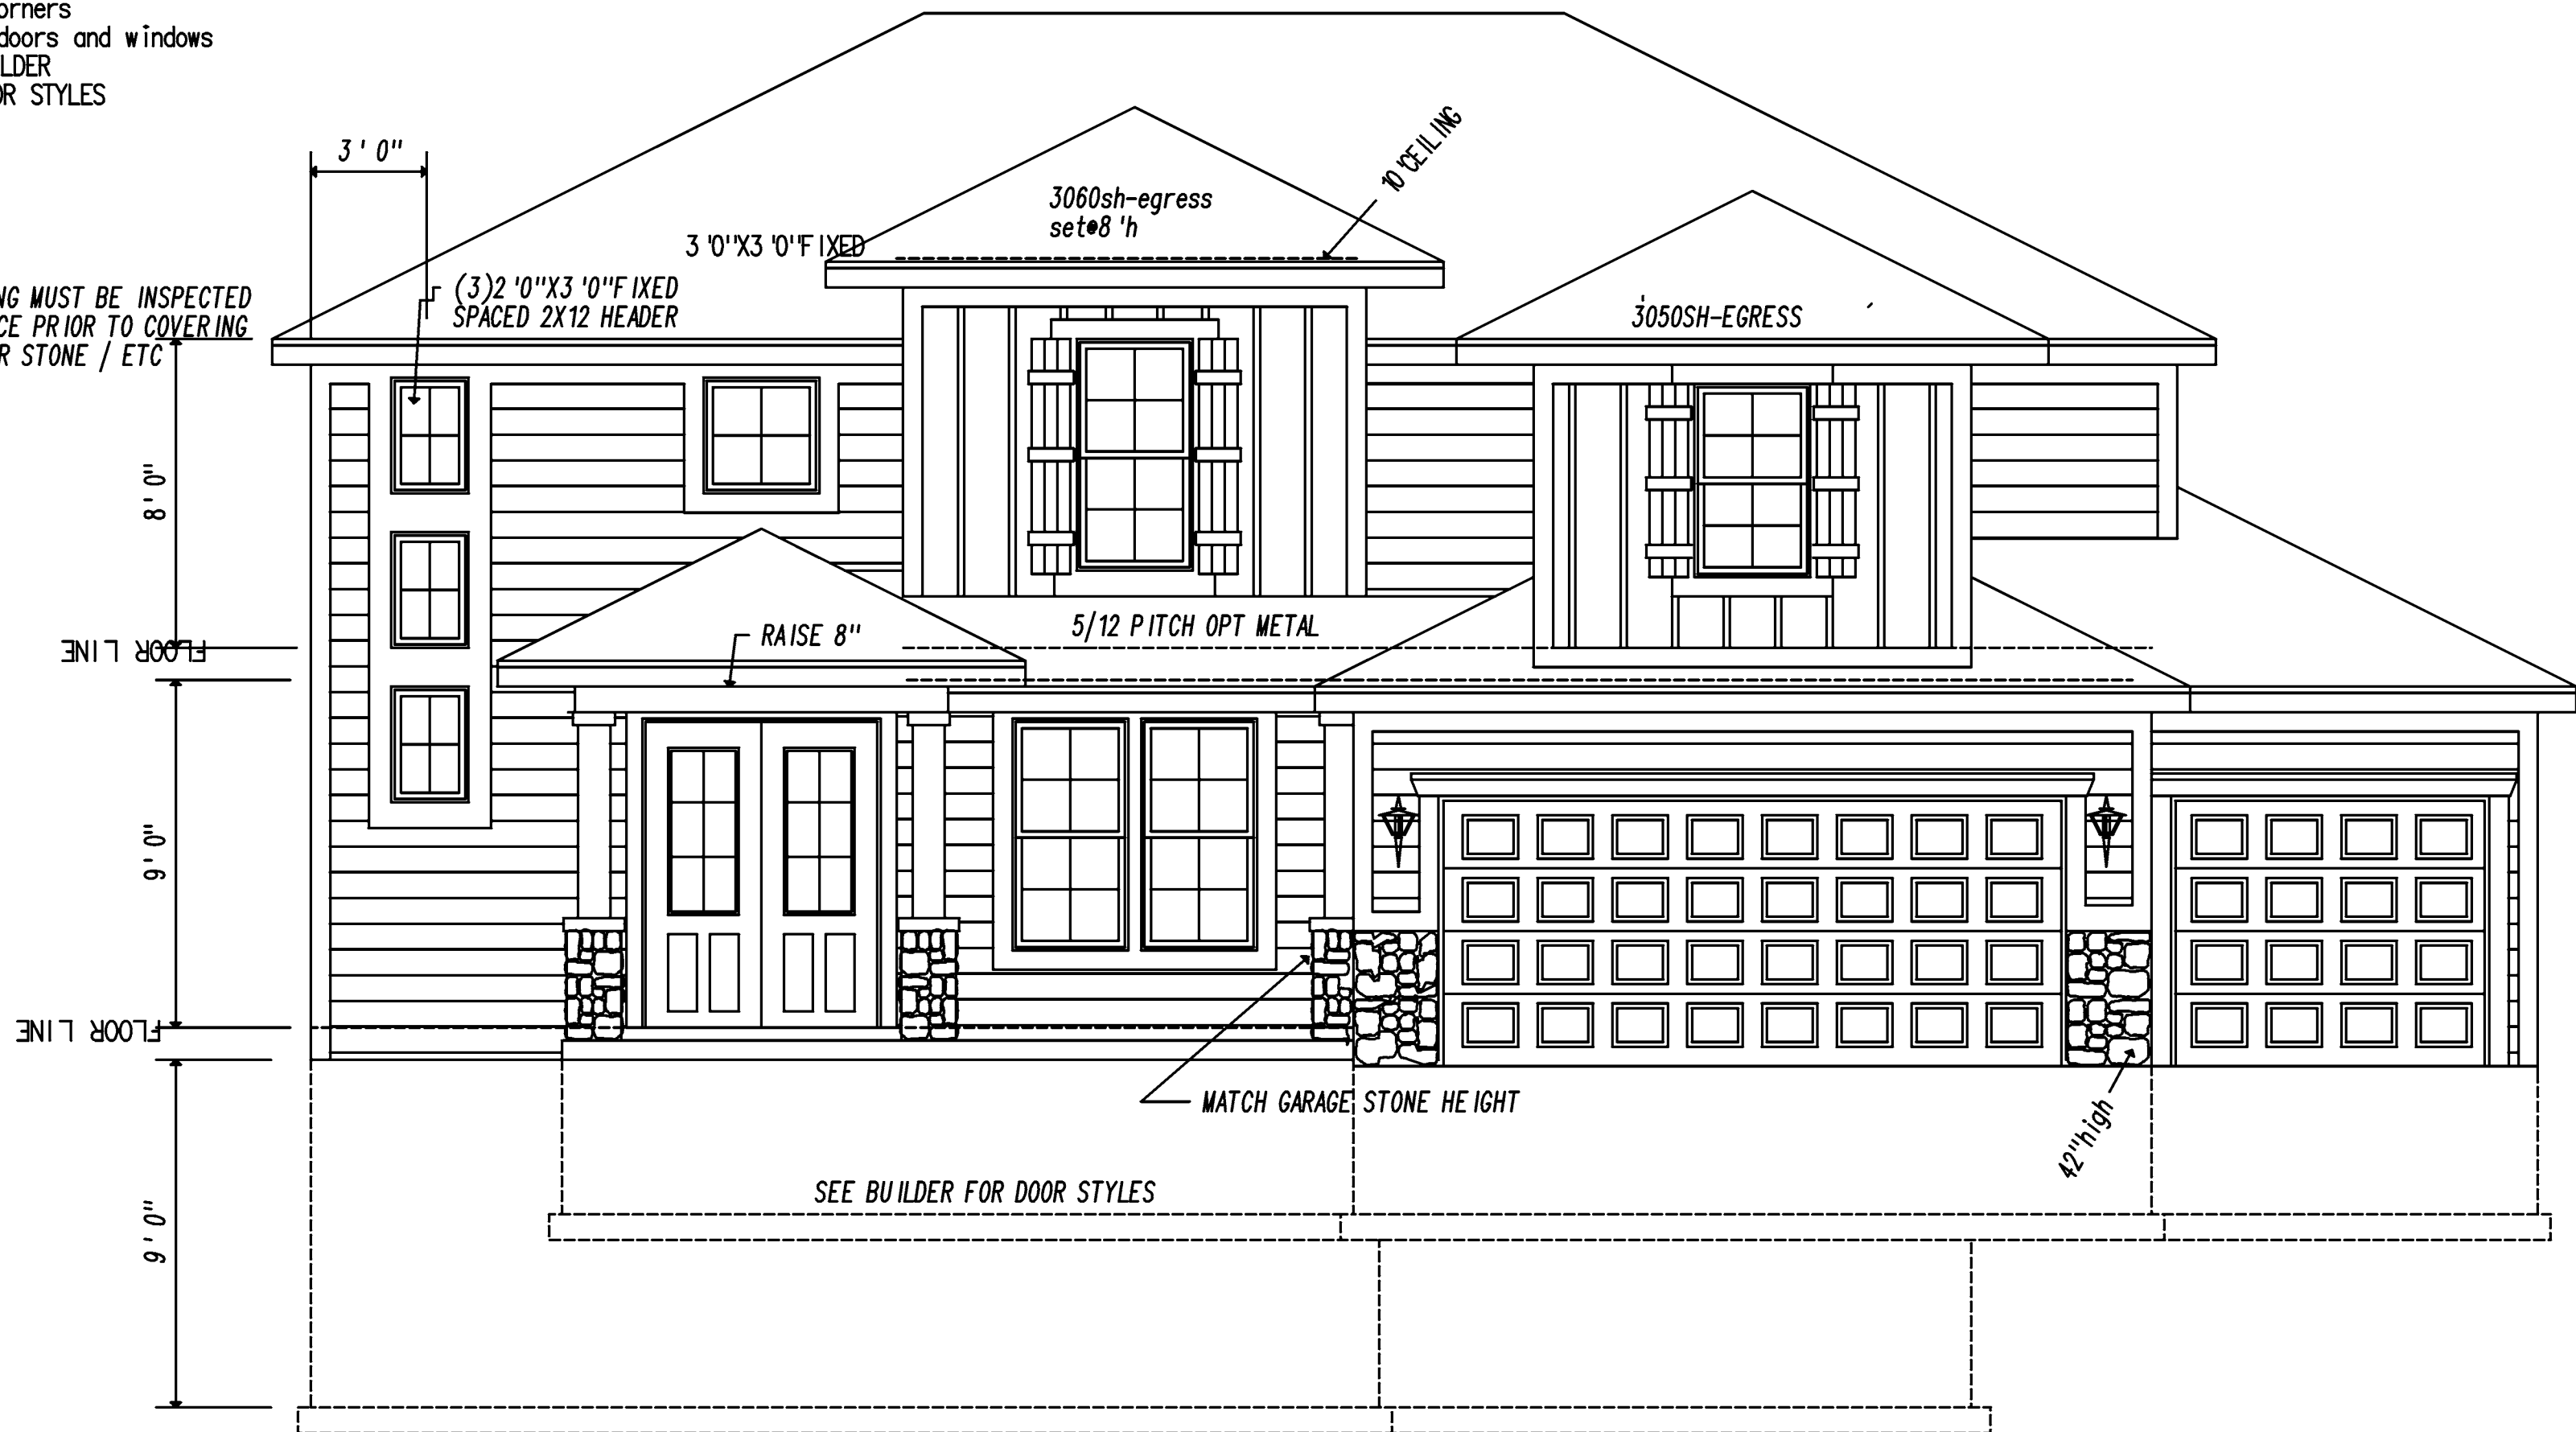 orners
doors and windows
LDER
OR STYLES
3'0"
10'CEILING
3060sh-egress
set@8'h
3'0"X3'0"FIXED
(3)2'0"X3'0"FIXED
SPACED 2X12 HEADER
NG MUST BE INSPECTED
CE PRIOR TO COVERING
R STONE / ETC
3050SH-EGRESS
8'0"
5/12 PITCH OPT METAL
RAISE 8"
FLOOR LINE
9'0"
FLOOR LINE
MATCH GARAGE STONE HEIGHT
42"high
SEE BUILDER FOR DOOR STYLES
9'0"